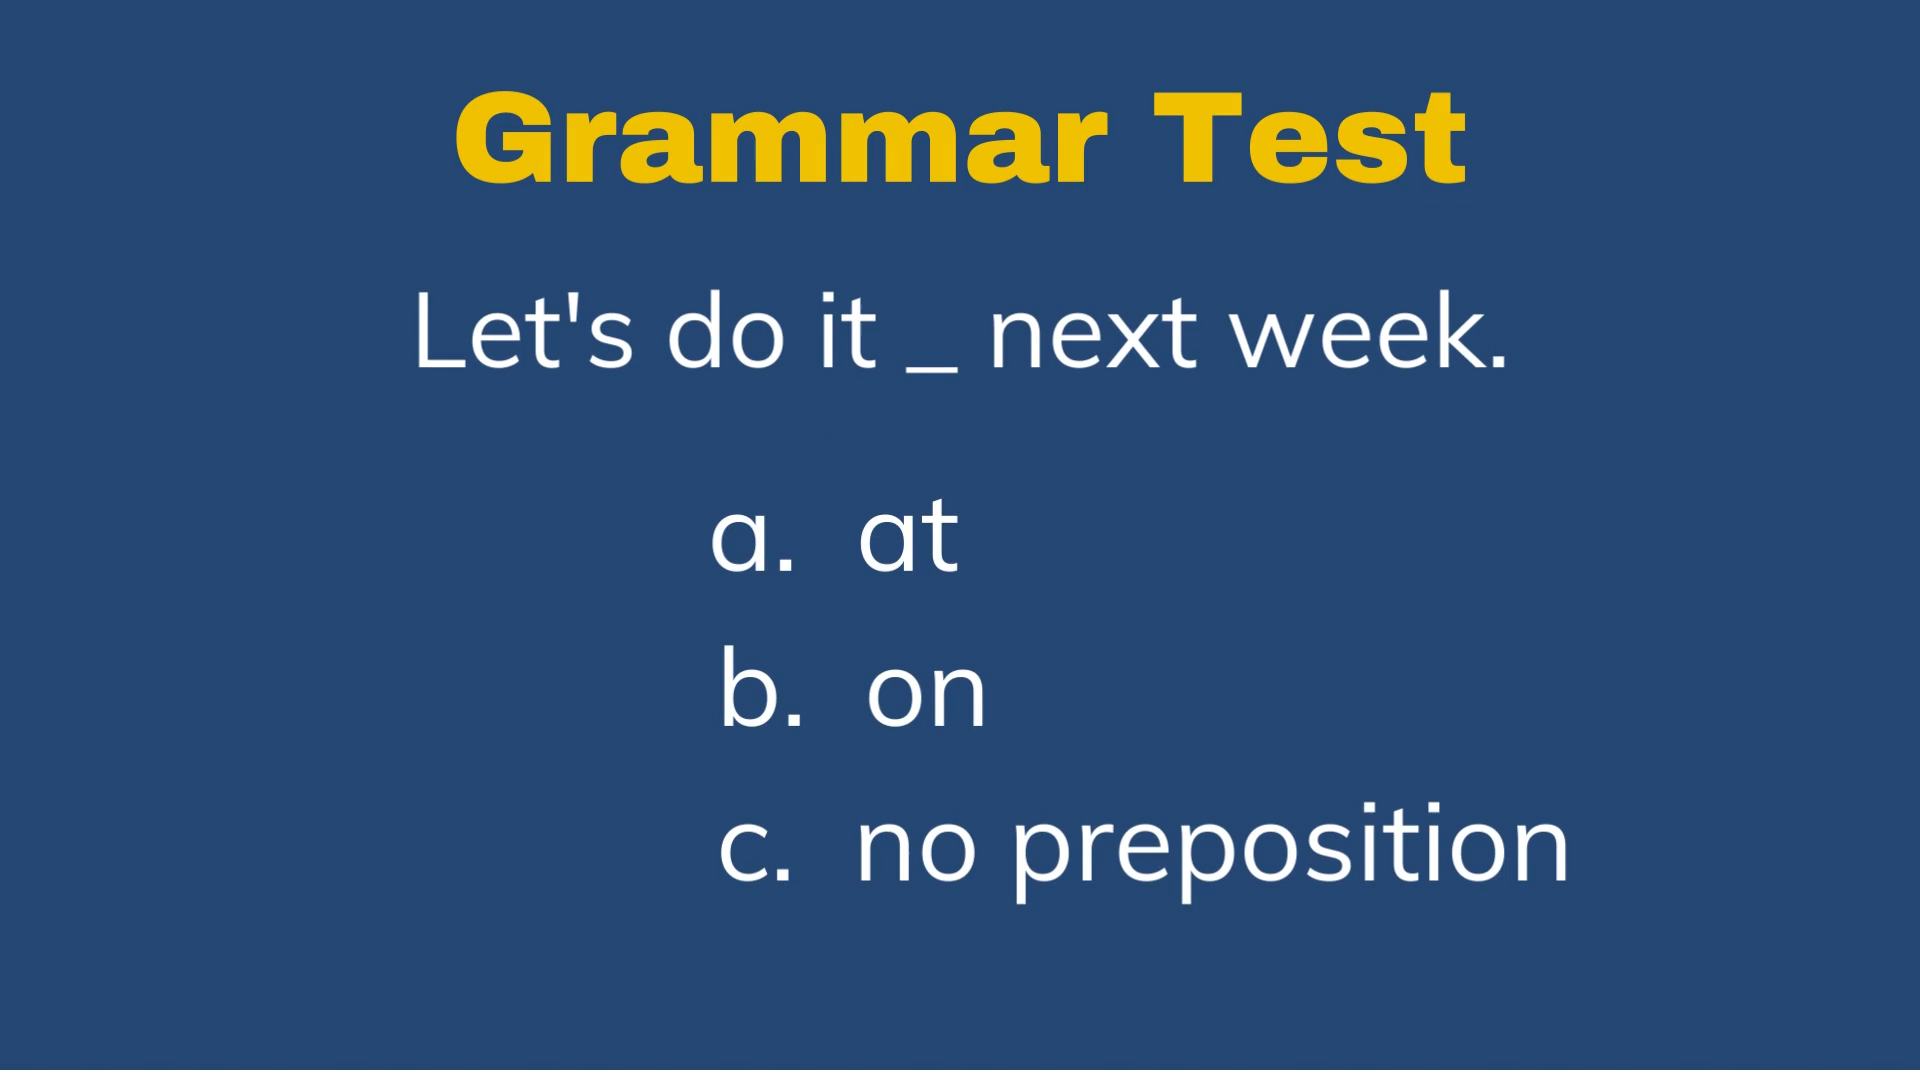 Grammar Test
Let's do it _ next week.
a. at
b. on
c. no preposition